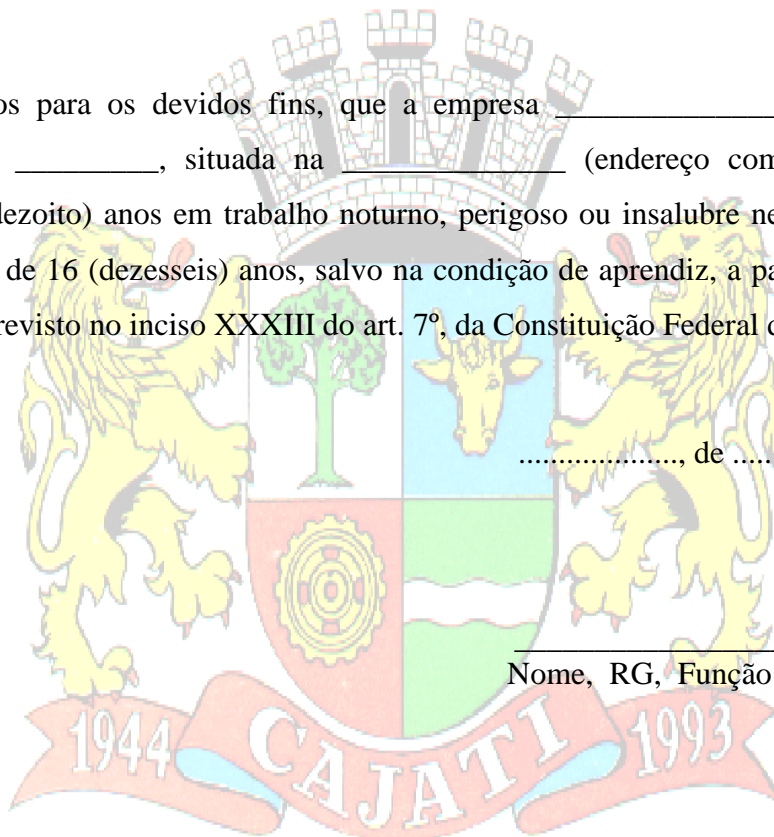 os para os devidos fins, que a empresa _______________
_________, situada na ______________ (endereço com
dezoito) anos em trabalho noturno, perigoso ou insalubre ne
de 16 (dezesseis) anos, salvo na condição de aprendiz, a pa
revisto no inciso XXXIII do art. 7º, da Constituição Federal d
...................., de .....
_________________
Nome, RG, Função
1944 CAJATI 1993